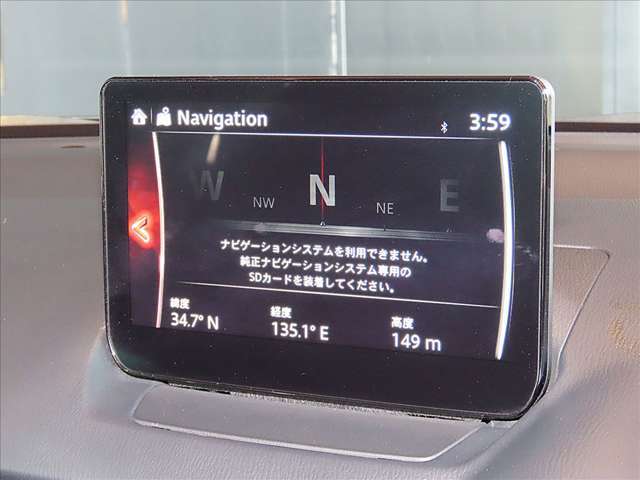 Navigation
3:59
W NW N NE E
ナビゲーションシステムを利用できません。
純正ナビゲーションシステム専用の
SDカードを装着してください。
緯度 経度 高度
34.7° N 135.1° E 149 m